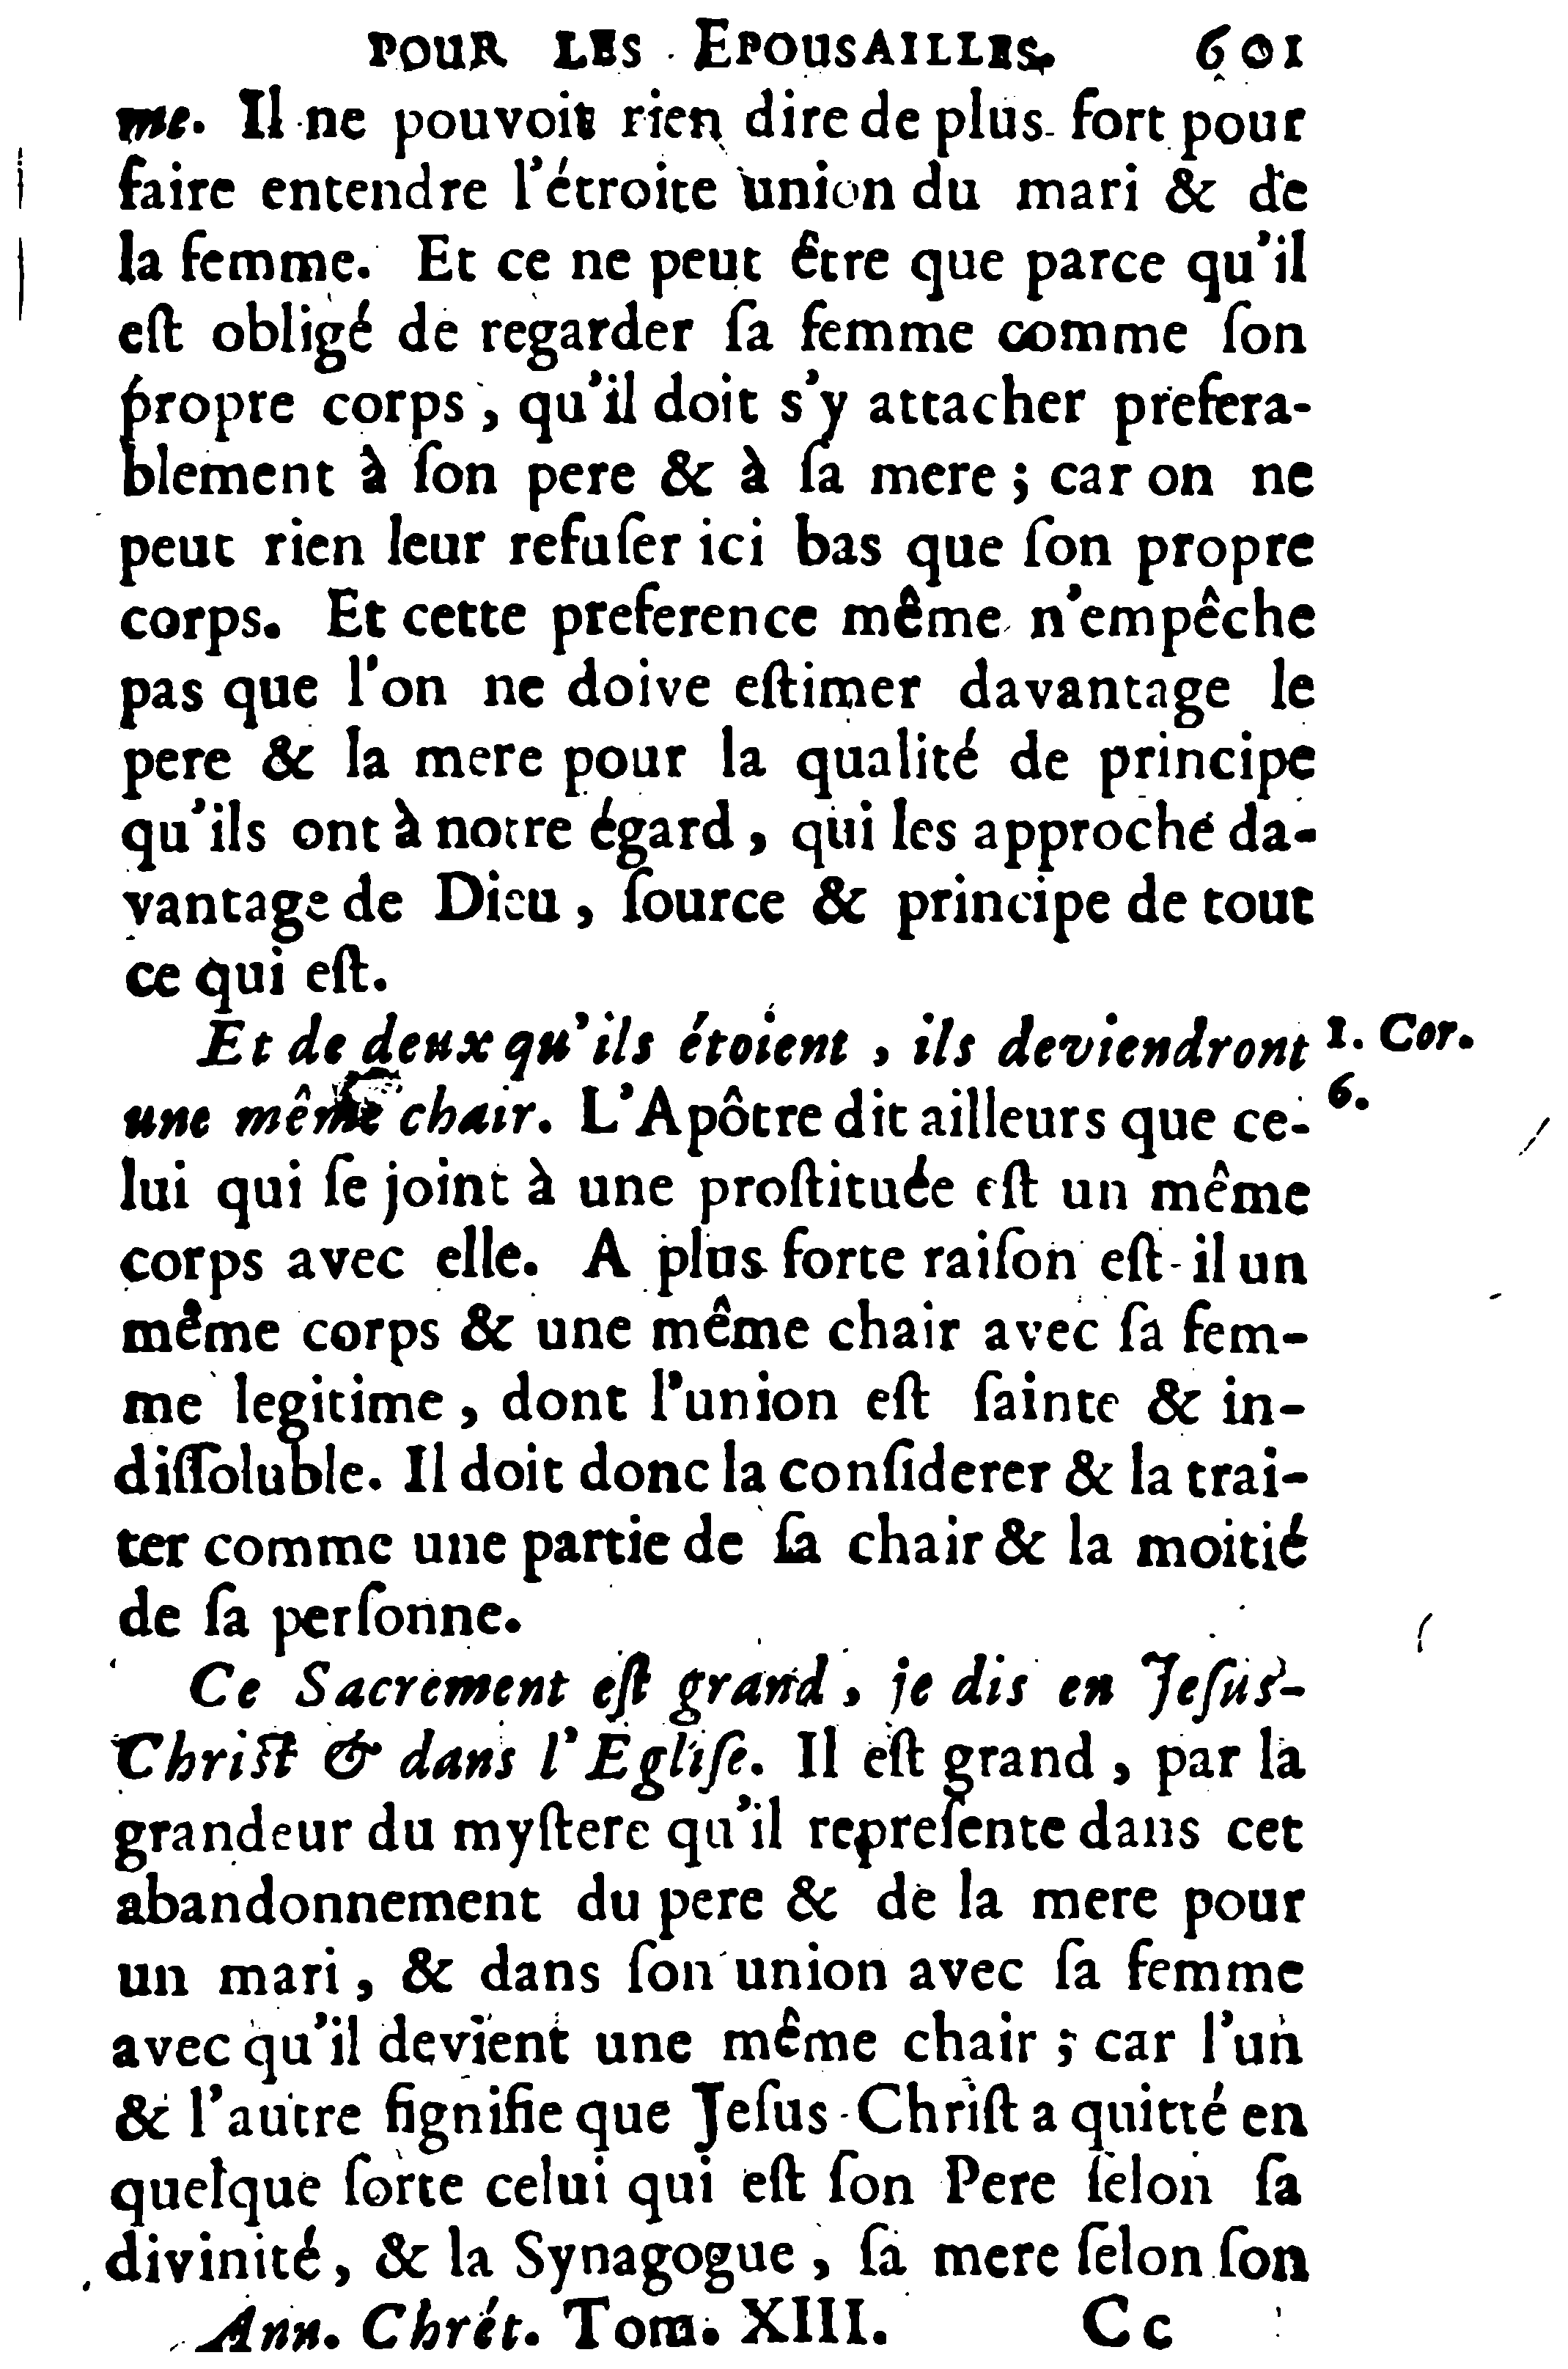 POUR LES EPOUSAILLES. 601
me. Il ne pouvoit rien dire de plus fort pour
faire entendre l'étroite union du mari & de
la femme. Et ce ne peut être que parce qu'il
eſt obligé de regarder ſa femme comme ſon
propre corps, qu'il doit s'y attacher prefera-
blement à ſon pere & à ſa mere; car on ne
peut rien leur refuſer ici bas que ſon propre
corps. Et cette preference même n'empêche
pas que l'on ne doive eſtimer davantage le
pere & la mere pour la qualité de principe
qu'ils ont à notre égard, qui les approche da-
vantage de Dieu, ſource & principe de tout
ce qui eſt.
Et de deux qu'ils étoient, ils deviendront 1. Cor.
une même chair. L'Apôtre dit ailleurs que ce- 6.
lui qui ſe joint à une proſtituée eſt un même
corps avec elle. A plus forte raiſon eſt-il un
même corps & une même chair avec ſa fem-
me legitime, dont l'union eſt ſainte & in-
diſſoluble. Il doit donc la conſiderer & la trai-
ter comme une partie de ſa chair & la moitié
de ſa perſonne.
Ce Sacrement eſt grand, je dis en Jeſus-
Chriſt & dans l'Egliſe. Il eſt grand, par la
grandeur du myſtere qu'il repreſente dans cet
abandonnement du pere & de la mere pour
un mari, & dans ſon union avec ſa femme
avec qu'il devient une même chair; car l'un
& l'autre ſignifie que Jeſus-Chriſt a quitté en
quelque ſorte celui qui eſt ſon Pere ſelon ſa
divinité, & la Synagogue, ſa mere ſelon ſon
Ann. Chrét. Tom. XIII. Cc